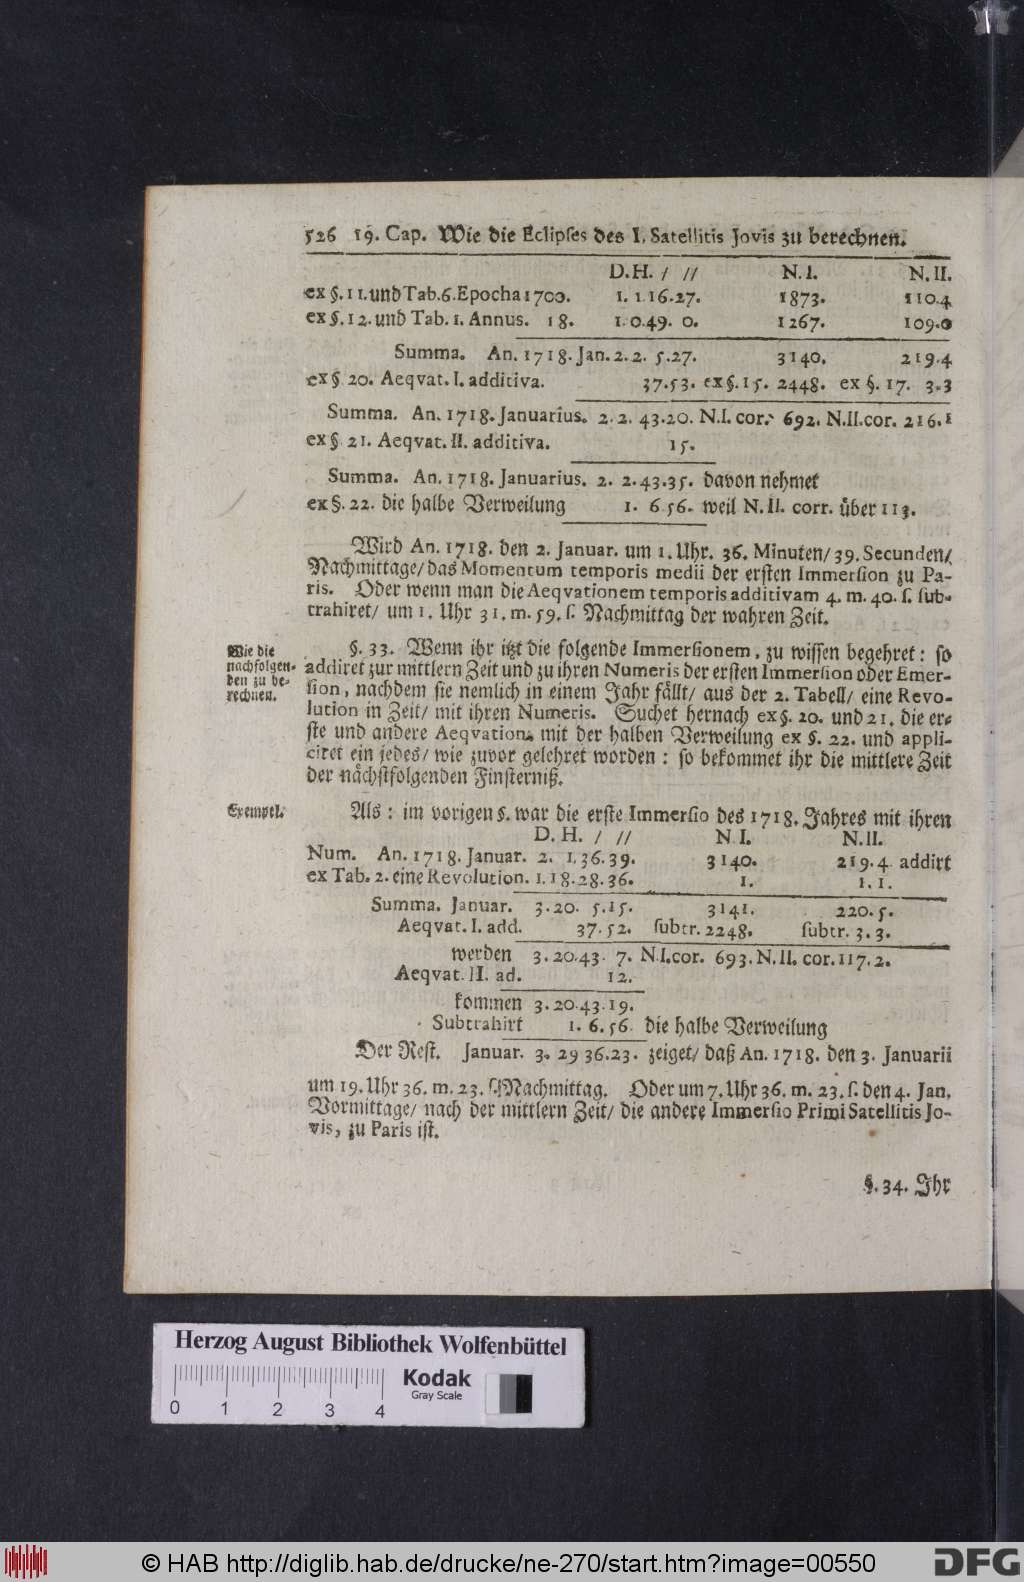 526 19. Cap. Wie die Eclipses des I. Satellitis Jovis zu berechnen.
D. H. / // N. I. N. II.
ex §. 11. und Tab. 6. Epocha 1700. 1. 1.16.27. 1873. 110.4
ex §. 12. und Tab. 1. Annus. 18. 1.0.49. 0. 1267. 109.0
Summa. An. 1718. Jan. 2. 2. 5.27. 3140. 219.4
ex § 20. Aeqvat. I. additiva. 37.53. ex §. 15. 2448. ex §. 17. 3.3
Summa. An. 1718. Januarius. 2. 2. 43.20. N.I. cor. 692. N.II.cor. 216.1
ex § 21. Aeqvat. II. additiva. 15.
Summa. An. 1718. Januarius. 2. 2.43.35. davon nehmet
ex §. 22. die halbe Verweilung 1. 6 56. weil N. II. corr. über 113.
Wird An. 1718. den 2. Januar. um 1. Uhr. 36. Minuten/ 39. Secunden/
Nachmittage/ das Momentum temporis medii der ersten Immersion zu Pa-
ris. Oder wenn man die Aeqvationem temporis additivam 4. m. 40. s. sub-
trahiret/ um 1. Uhr 31. m. 59. s. Nachmittag der wahren Zeit.
Wie die
nachfolgen-
den zu be-
rechnen.
§. 33. Wenn ihr itzt die folgende Immersionem, zu wissen begehret: so
addiret zur mittlern Zeit und zu ihren Numeris der ersten Immersion oder Emer-
sion, nachdem sie nemlich in einem Jahr fällt/ aus der 2. Tabell/ eine Revo-
lution in Zeit/ mit ihren Numeris. Suchet hernach ex §. 20. und 21. die er-
ste und andere Aeqvation, mit der halben Verweilung ex §. 22. und appli-
ciret ein jedes/ wie zuvor gelehret worden: so bekommet ihr die mittlere Zeit
der nächstfolgenden Finsterniß.
Exempel.
Als: im vorigen §. war die erste Immersio des 1718. Jahres mit ihren
D. H. / // N I. N.II.
Num. An. 1718. Januar. 2. 1.36.39. 3140. 219.4 addirt
ex Tab. 2. eine Revolution. 1.18.28.36. 1. 1.1.
Summa. Januar. 3.20. 5.15. 3141. 220.5.
Aeqvat. I. add. 37.52. subtr. 2248. subtr. 3.3.
werden 3.20.43. 7. N.I.cor. 693. N.II. cor. 117.2.
Aeqvat. II. ad. 12.
kommen 3.20.43.19.
Subtrahirt 1. 6. 56. die halbe Verweilung
Der Rest. Januar. 3. 29 36.23. zeiget/ daß An. 1718. den 3. Januarii
um 19. Uhr 36. m. 23. s. Nachmittag. Oder um 7. Uhr 36. m. 23. s. den 4. Jan.
Vormittage/ nach der mittlern Zeit/ die andere Immersio Primi Satellitis Jo-
vis, zu Paris ist.
§. 34. Ihr
Herzog August Bibliothek Wolfenbüttel
Kodak
Gray Scale
0 1 2 3 4
© HAB http://diglib.hab.de/drucke/ne-270/start.htm?image=00550
DFG